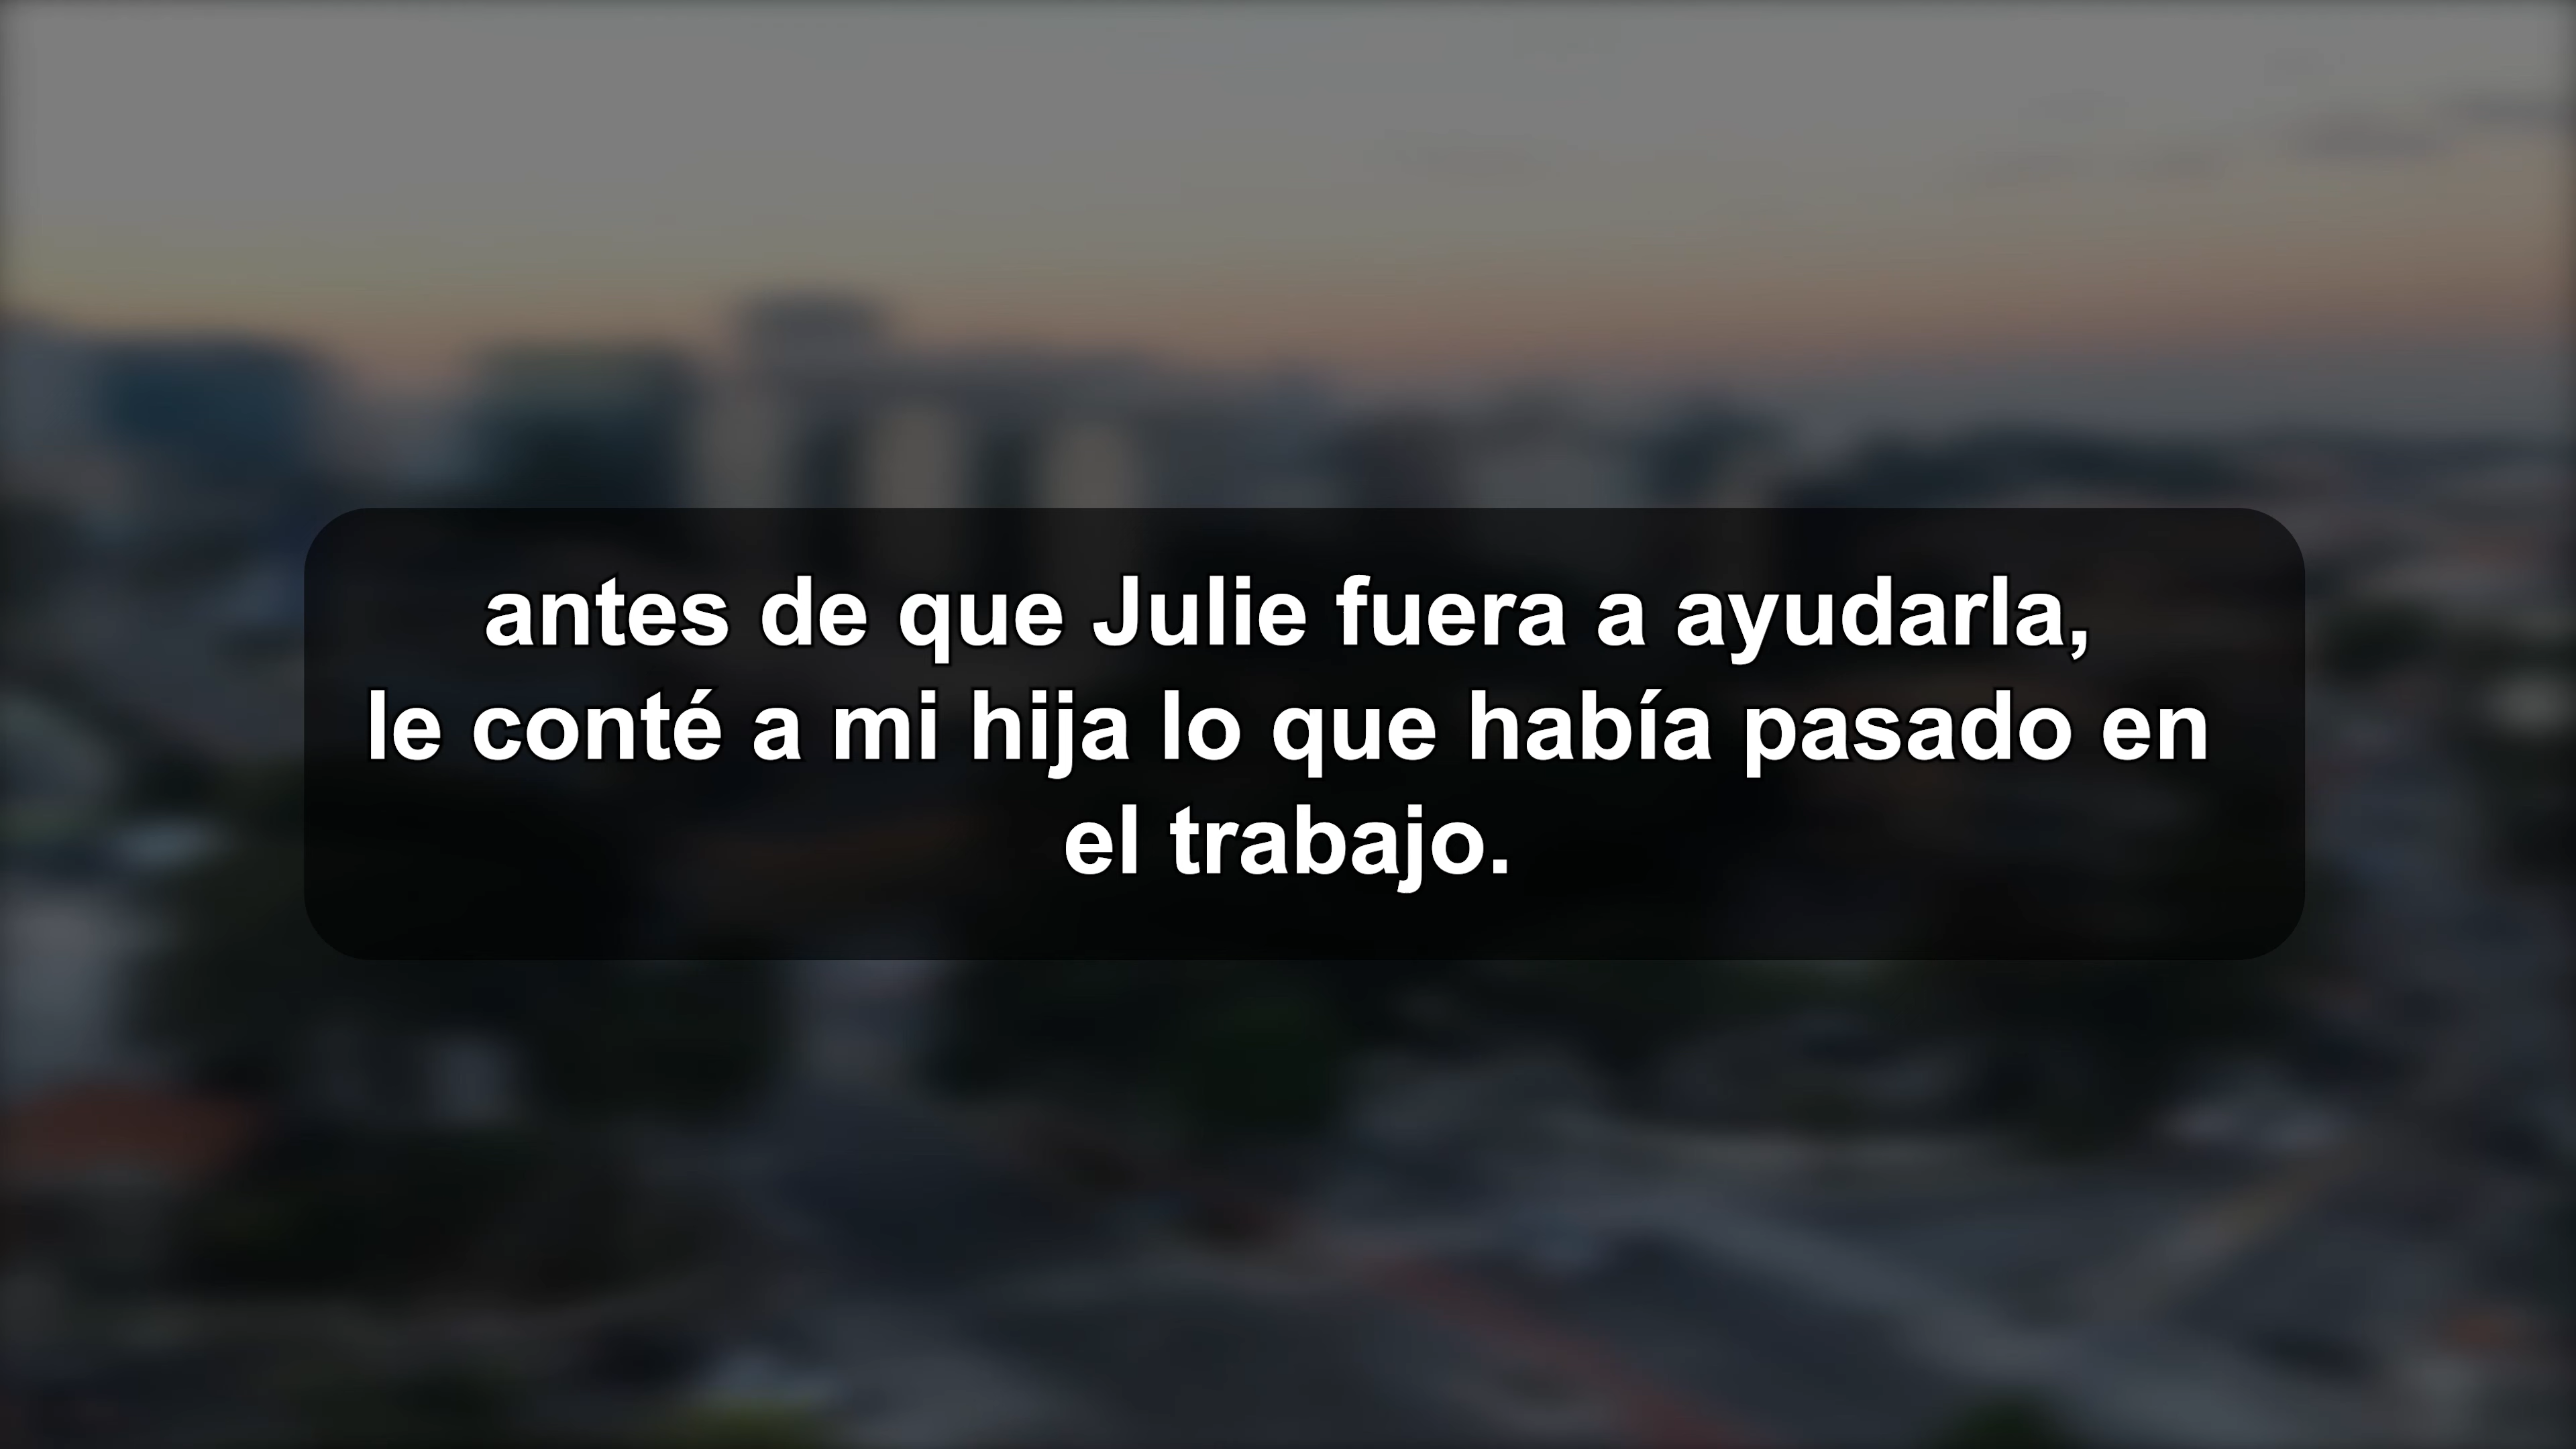 antes de que Julie fuera a ayudarla,
le conté a mi hija lo que había pasado en
el trabajo.